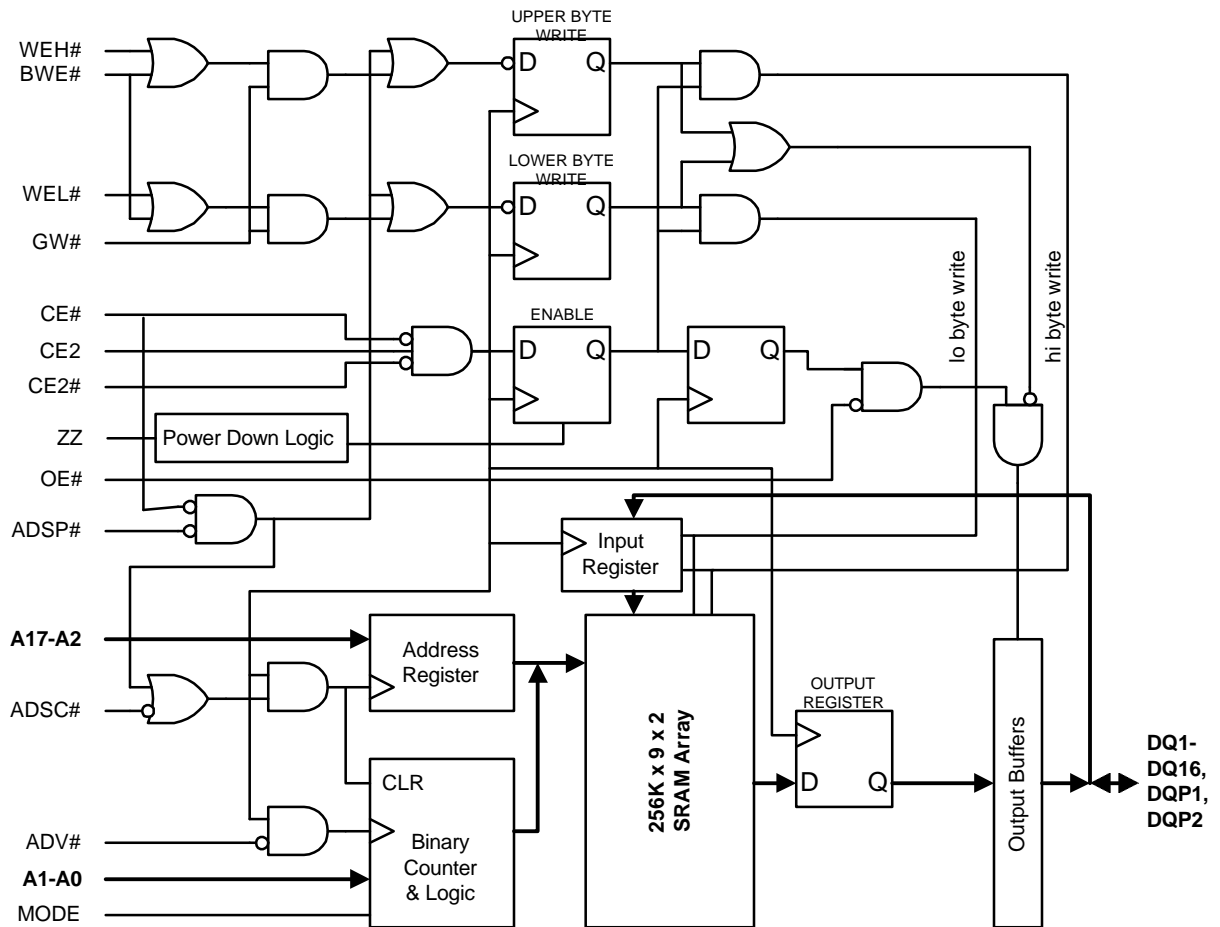 UPPER BYTE
WRITE
WEH#
BWE#
D
Q
LOWER BYTE
WRITE
WEL#
D
Q
GW#
lo byte write
hi byte write
CE#
CE2
CE2#
ENABLE
D
Q
D
Q
ZZ
Power Down Logic
OE#
ADSP#
Input
Register
A17-A2
Address
Register
ADSC#
OUTPUT
REGISTER
D
Q
256K x 9 x 2
SRAM Array
Output Buffers
DQ1-
DQ16,
DQP1,
DQP2
CLR
ADV#
Binary
Counter
& Logic
A1-A0
MODE